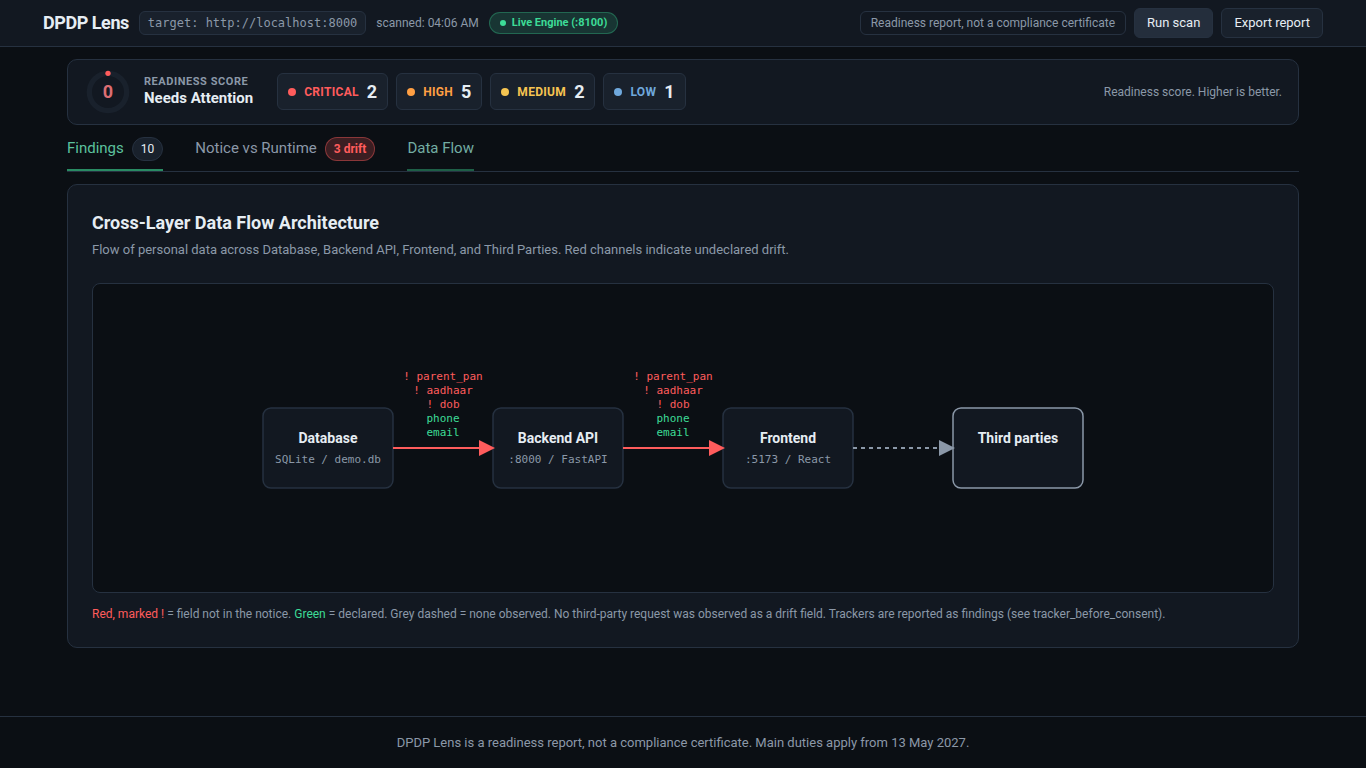 DPDP Lens
target: http://localhost:8000
scanned: 04:06 AM
Live Engine (:8100)
Readiness report, not a compliance certificate
Run scan
Export report
0
READINESS SCORE
Needs Attention
CRITICAL 2
HIGH 5
MEDIUM 2
LOW 1
Readiness score. Higher is better.
Findings 10
Notice vs Runtime 3 drift
Data Flow
Cross-Layer Data Flow Architecture
Flow of personal data across Database, Backend API, Frontend, and Third Parties. Red channels indicate undeclared drift.
! parent_pan
! aadhaar
! dob
phone
email
! parent_pan
! aadhaar
! dob
phone
email
Database
SQLite / demo.db
Backend API
:8000 / FastAPI
Frontend
:5173 / React
Third parties
Red, marked ! = field not in the notice. Green = declared. Grey dashed = none observed. No third-party request was observed as a drift field. Trackers are reported as findings (see tracker_before_consent).
DPDP Lens is a readiness report, not a compliance certificate. Main duties apply from 13 May 2027.